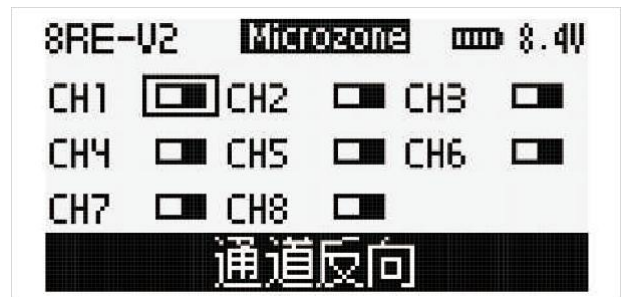 8RE-V2 Microzone 8.4V
CH1 CH2 CH3
CH4 CH5 CH6
CH7 CH8
通道反向